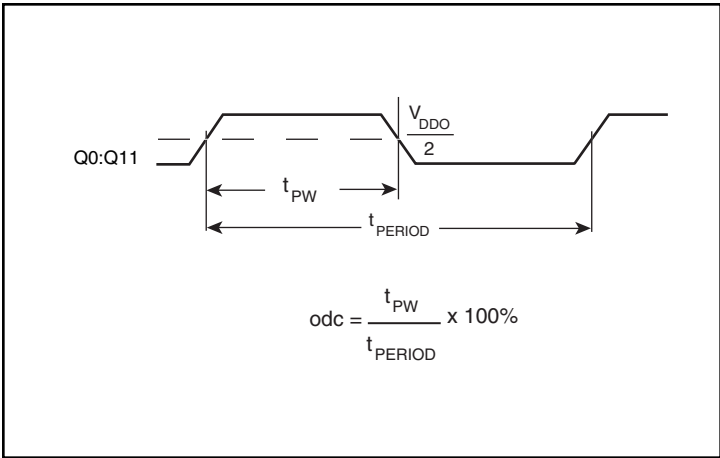 V_DDO
2
Q0:Q11
t_PW
t_PERIOD
odc = t_PW / t_PERIOD x 100%